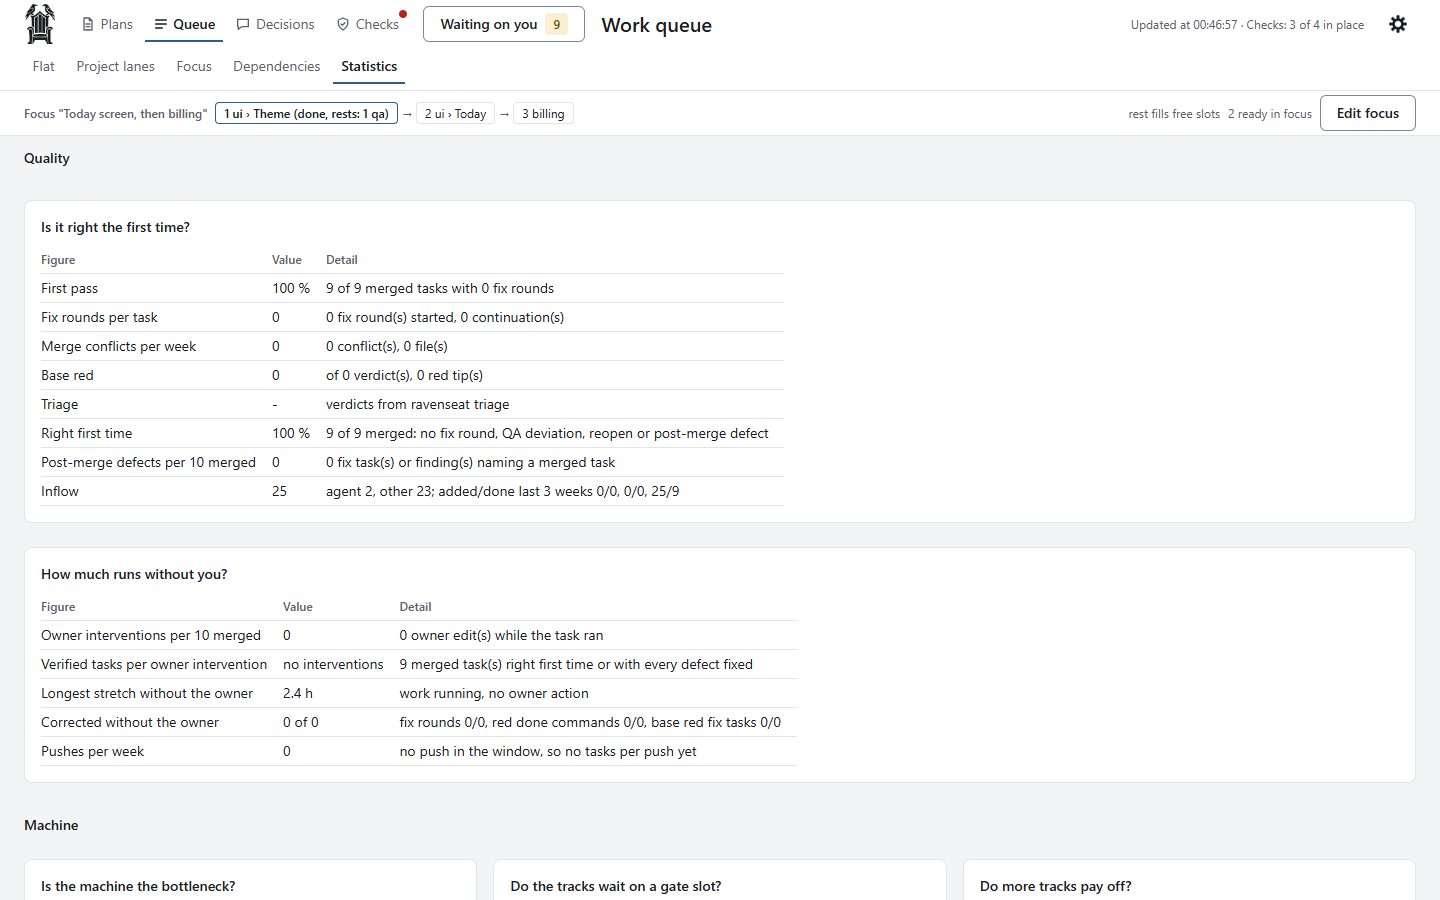 Plans Queue Decisions Checks Waiting on you 9 Work queue Updated at 00:46:57 · Checks: 3 of 4 in place
Flat Project lanes Focus Dependencies Statistics
Focus "Today screen, then billing" 1 ui › Theme (done, rests: 1 qa) → 2 ui › Today → 3 billing rest fills free slots 2 ready in focus Edit focus
Quality
Is it right the first time?
Figure Value Detail
First pass 100 % 9 of 9 merged tasks with 0 fix rounds
Fix rounds per task 0 0 fix round(s) started, 0 continuation(s)
Merge conflicts per week 0 0 conflict(s), 0 file(s)
Base red 0 of 0 verdict(s), 0 red tip(s)
Triage - verdicts from ravenseat triage
Right first time 100 % 9 of 9 merged: no fix round, QA deviation, reopen or post-merge defect
Post-merge defects per 10 merged 0 0 fix task(s) or finding(s) naming a merged task
Inflow 25 agent 2, other 23; added/done last 3 weeks 0/0, 0/0, 25/9
How much runs without you?
Figure Value Detail
Owner interventions per 10 merged 0 0 owner edit(s) while the task ran
Verified tasks per owner intervention no interventions 9 merged task(s) right first time or with every defect fixed
Longest stretch without the owner 2.4 h work running, no owner action
Corrected without the owner 0 of 0 fix rounds 0/0, red done commands 0/0, base red fix tasks 0/0
Pushes per week 0 no push in the window, so no tasks per push yet
Machine
Is the machine the bottleneck? Do the tracks wait on a gate slot? Do more tracks pay off?